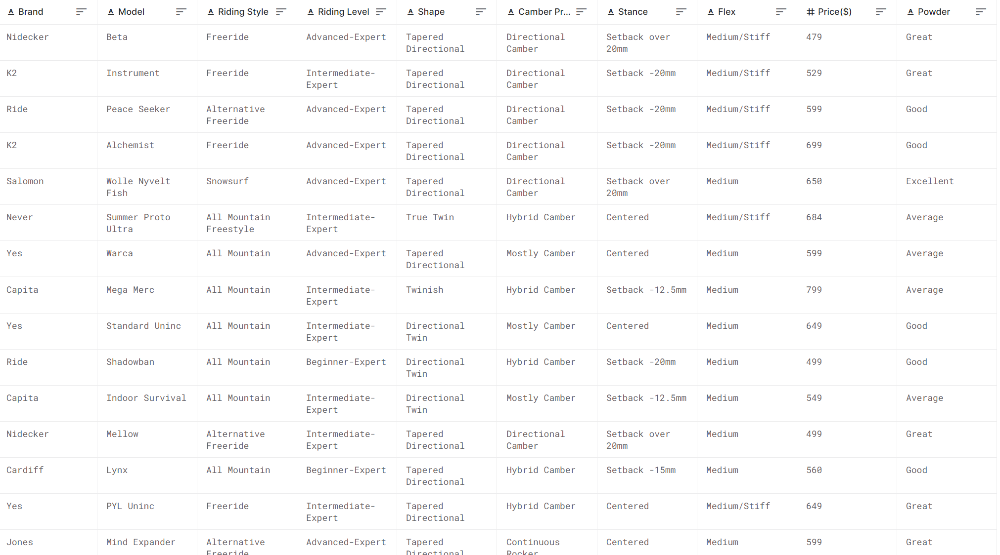 Brand Model Riding Style Riding Level Shape Camber Pr... Stance Flex Price($) Powder
Nidecker Beta Freeride Advanced-Expert Tapered Directional Setback over Medium/Stiff 479 Great
Directional Camber 20mm
K2 Instrument Freeride Intermediate- Tapered Directional Setback -20mm Medium/Stiff 529 Great
Expert Directional Camber
Ride Peace Seeker Alternative Advanced-Expert Tapered Directional Setback -20mm Medium/Stiff 599 Good
Freeride Directional Camber
K2 Alchemist Freeride Advanced-Expert Tapered Directional Setback -20mm Medium/Stiff 699 Good
Directional Camber
Salomon Wolle Nyvelt Snowsurf Advanced-Expert Tapered Directional Setback over Medium 650 Excellent
Fish Directional Camber 20mm
Never Summer Proto All Mountain Intermediate- True Twin Hybrid Camber Centered Medium/Stiff 684 Average
Ultra Freestyle Expert
Yes Warca All Mountain Advanced-Expert Tapered Mostly Camber Centered Medium 599 Average
Directional
Capita Mega Merc All Mountain Intermediate- Twinish Hybrid Camber Setback -12.5mm Medium 799 Average
Expert
Yes Standard Uninc All Mountain Intermediate- Directional Mostly Camber Centered Medium 649 Good
Expert Twin
Ride Shadowban All Mountain Beginner-Expert Directional Hybrid Camber Setback -20mm Medium 499 Good
Twin
Capita Indoor Survival All Mountain Intermediate- Directional Mostly Camber Setback -12.5mm Medium 549 Average
Expert Twin
Nidecker Mellow Alternative Intermediate- Tapered Directional Setback over Medium 499 Great
Freeride Expert Directional Camber 20mm
Cardiff Lynx All Mountain Beginner-Expert Tapered Hybrid Camber Setback -15mm Medium 560 Good
Directional
Yes PYL Uninc Freeride Intermediate- Tapered Hybrid Camber Centered Medium/Stiff 649 Great
Expert Directional
Jones Mind Expander Alternative Advanced-Expert Tapered Continuous Centered Medium 599 Great
Freeride Directional Rocker